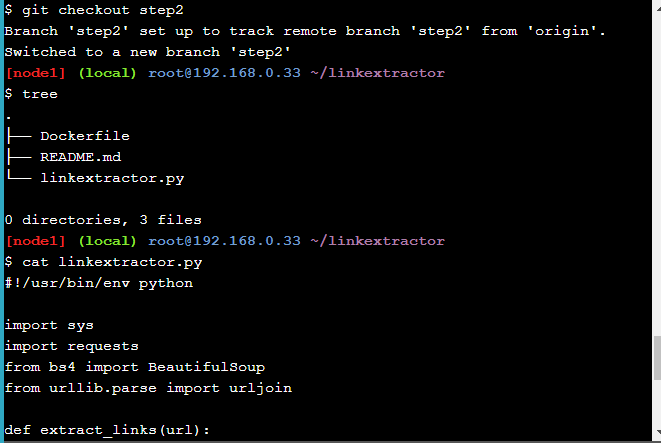 $ git checkout step2
Branch 'step2' set up to track remote branch 'step2' from 'origin'.
Switched to a new branch 'step2'
[node1] (local) root@192.168.0.33 ~/linkextractor
$ tree
.
├── Dockerfile
├── README.md
└── linkextractor.py
0 directories, 3 files
[node1] (local) root@192.168.0.33 ~/linkextractor
$ cat linkextractor.py
#!/usr/bin/env python
import sys
import requests
from bs4 import BeautifulSoup
from urllib.parse import urljoin
def extract_links(url):